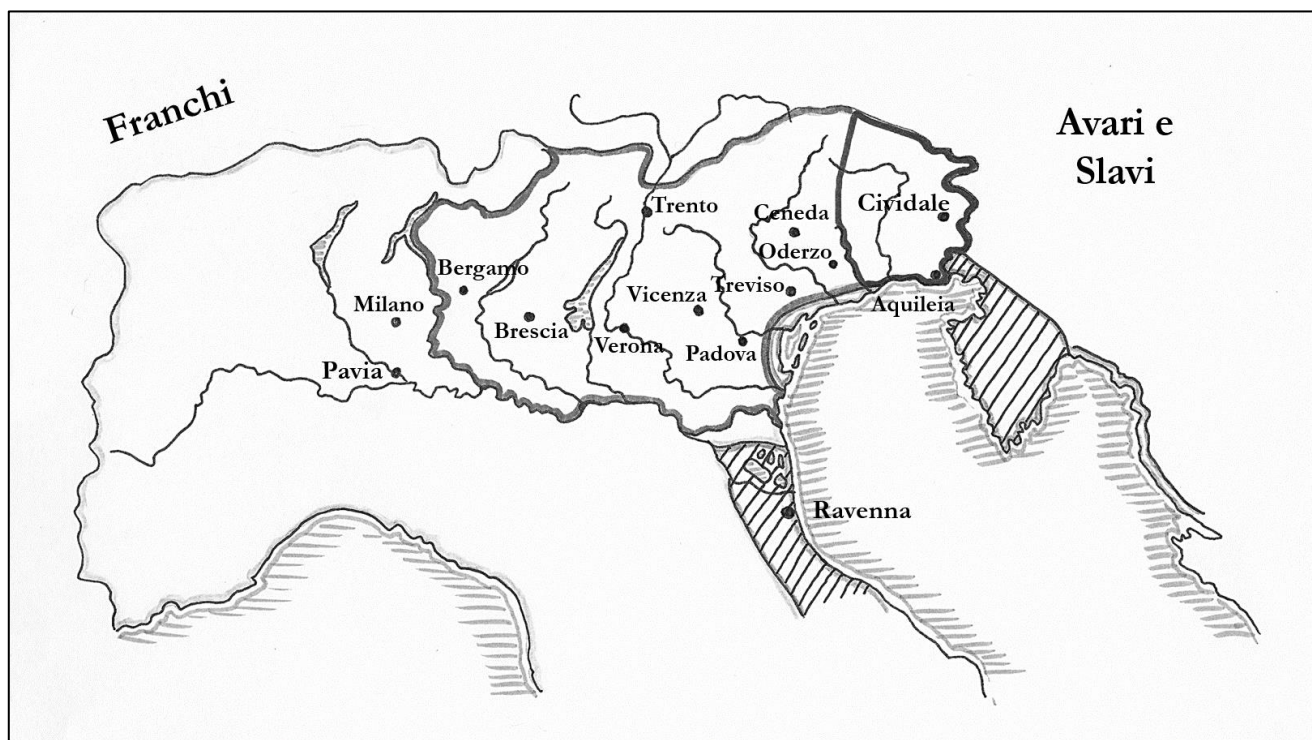 Franchi
Avari e
Slavi
Trento
Ceneda
Cividale
Oderzo
Bergamo
Treviso
Vicenza
Milano
Aquileia
Brescia
Verona
Padova
Pavia
Ravenna